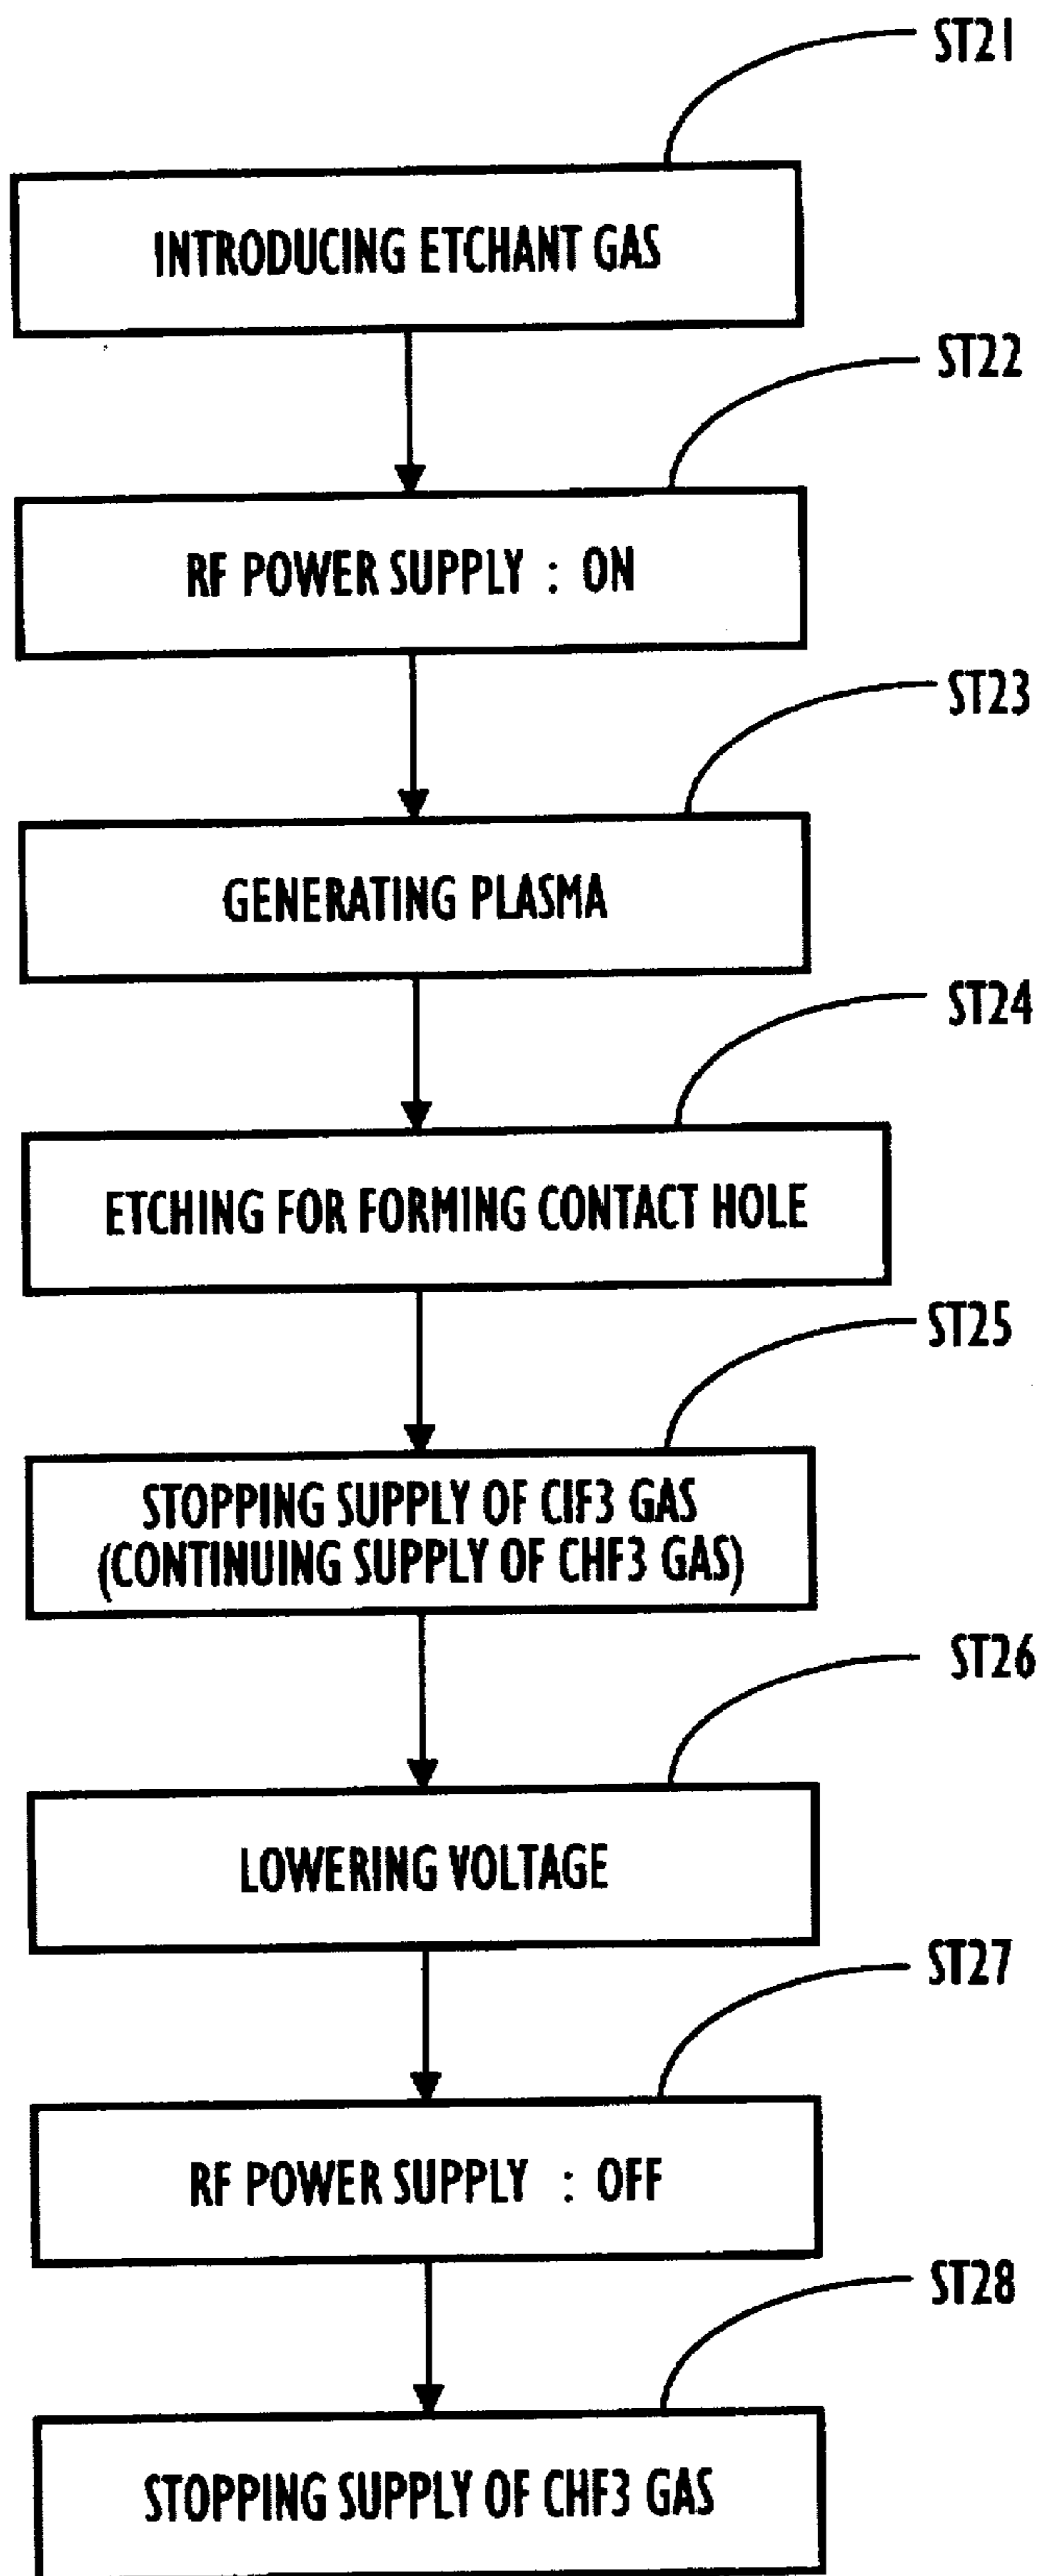 ST21
INTRODUCING ETCHANT GAS
ST22
RF POWER SUPPLY : ON
ST23
GENERATING PLASMA
ST24
ETCHING FOR FORMING CONTACT HOLE
ST25
STOPPING SUPPLY OF ClF3 GAS
(CONTINUING SUPPLY OF CHF3 GAS)
ST26
LOWERING VOLTAGE
ST27
RF POWER SUPPLY : OFF
ST28
STOPPING SUPPLY OF CHF3 GAS